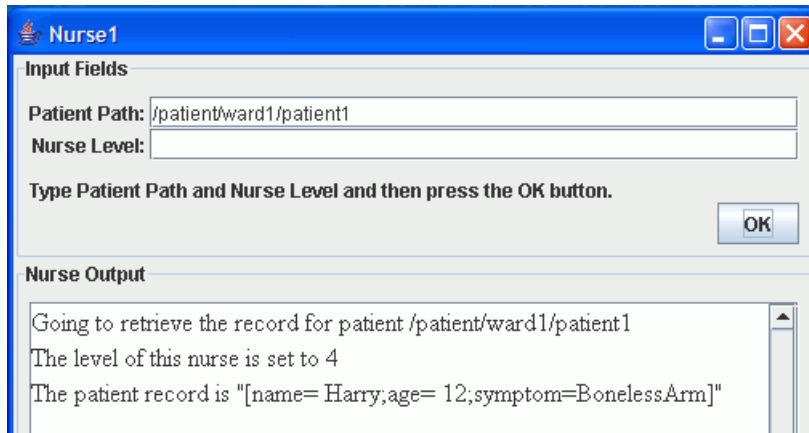 Nurse1
Input Fields
Patient Path: /patient/ward1/patient1
Nurse Level:
Type Patient Path and Nurse Level and then press the OK button.
OK
Nurse Output
Going to retrieve the record for patient /patient/ward1/patient1
The level of this nurse is set to 4
The patient record is "[name= Harry;age= 12;symptom=BonelessArm]"